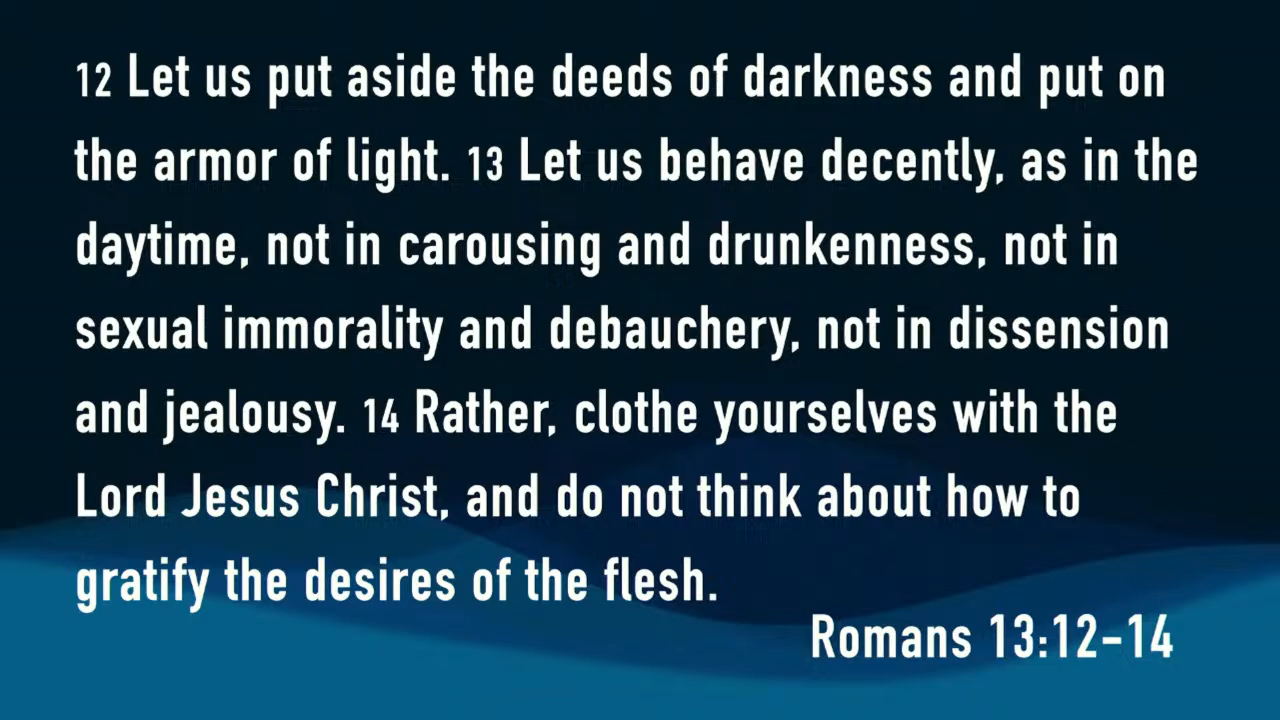 12 Let us put aside the deeds of darkness and put on
the armor of light. 13 Let us behave decently, as in the
daytime, not in carousing and drunkenness, not in
sexual immorality and debauchery, not in dissension
and jealousy. 14 Rather, clothe yourselves with the
Lord Jesus Christ, and do not think about how to
gratify the desires of the flesh.
Romans 13:12-14